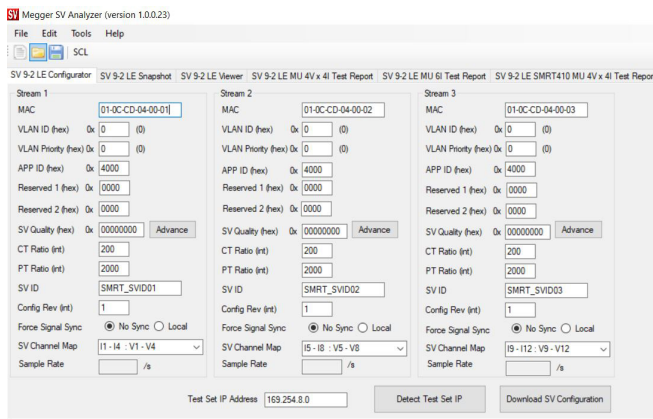 SV Megger SV Analyzer (version 1.0.0.23)
File Edit Tools Help
SCL
SV 9-2 LE Configurator SV 9-2 LE Snapshot SV 9-2 LE Viewer SV 9-2 LE MU 4V x 4I Test Report SV 9-2 LE MU 6I Test Report SV 9-2 LE SMRT410 MU 4V x 4I Test Repor
Stream 1
MAC 01-0C-CD-04-00-01
VLAN ID (hex) 0x 0 (0)
VLAN Priority (hex) 0x 0 (0)
APP ID (hex) 0x 4000
Reserved 1 (hex) 0x 0000
Reserved 2 (hex) 0x 0000
SV Quality (hex) 0x 00000000 Advance
CT Ratio (int) 200
PT Ratio (int) 2000
SV ID SMRT_SVID01
Config Rev (int) 1
Force Signal Sync No Sync Local
SV Channel Map I1 - I4 : V1 - V4
Sample Rate /s
Stream 2
MAC 01-0C-CD-04-00-02
VLAN ID (hex) 0x 0 (0)
VLAN Priority (hex) 0x 0 (0)
APP ID (hex) 0x 4000
Reserved 1 (hex) 0x 0000
Reserved 2 (hex) 0x 0000
SV Quality (hex) 0x 00000000 Advance
CT Ratio (int) 200
PT Ratio (int) 2000
SV ID SMRT_SVID02
Config Rev (int) 1
Force Signal Sync No Sync Local
SV Channel Map I5 - I8 : V5 - V8
Sample Rate /s
Stream 3
MAC 01-0C-CD-04-00-03
VLAN ID (hex) 0x 0 (0)
VLAN Priority (hex) 0x 0 (0)
APP ID (hex) 0x 4000
Reserved 1 (hex) 0x 0000
Reserved 2 (hex) 0x 0000
SV Quality (hex) 0x 00000000 Advance
CT Ratio (int) 200
PT Ratio (int) 2000
SV ID SMRT_SVID03
Config Rev (int) 1
Force Signal Sync No Sync Local
SV Channel Map I9 - I12 : V9 - V12
Sample Rate /s
Test Set IP Address 169.254.8.0 Detect Test Set IP Download SV Configuration